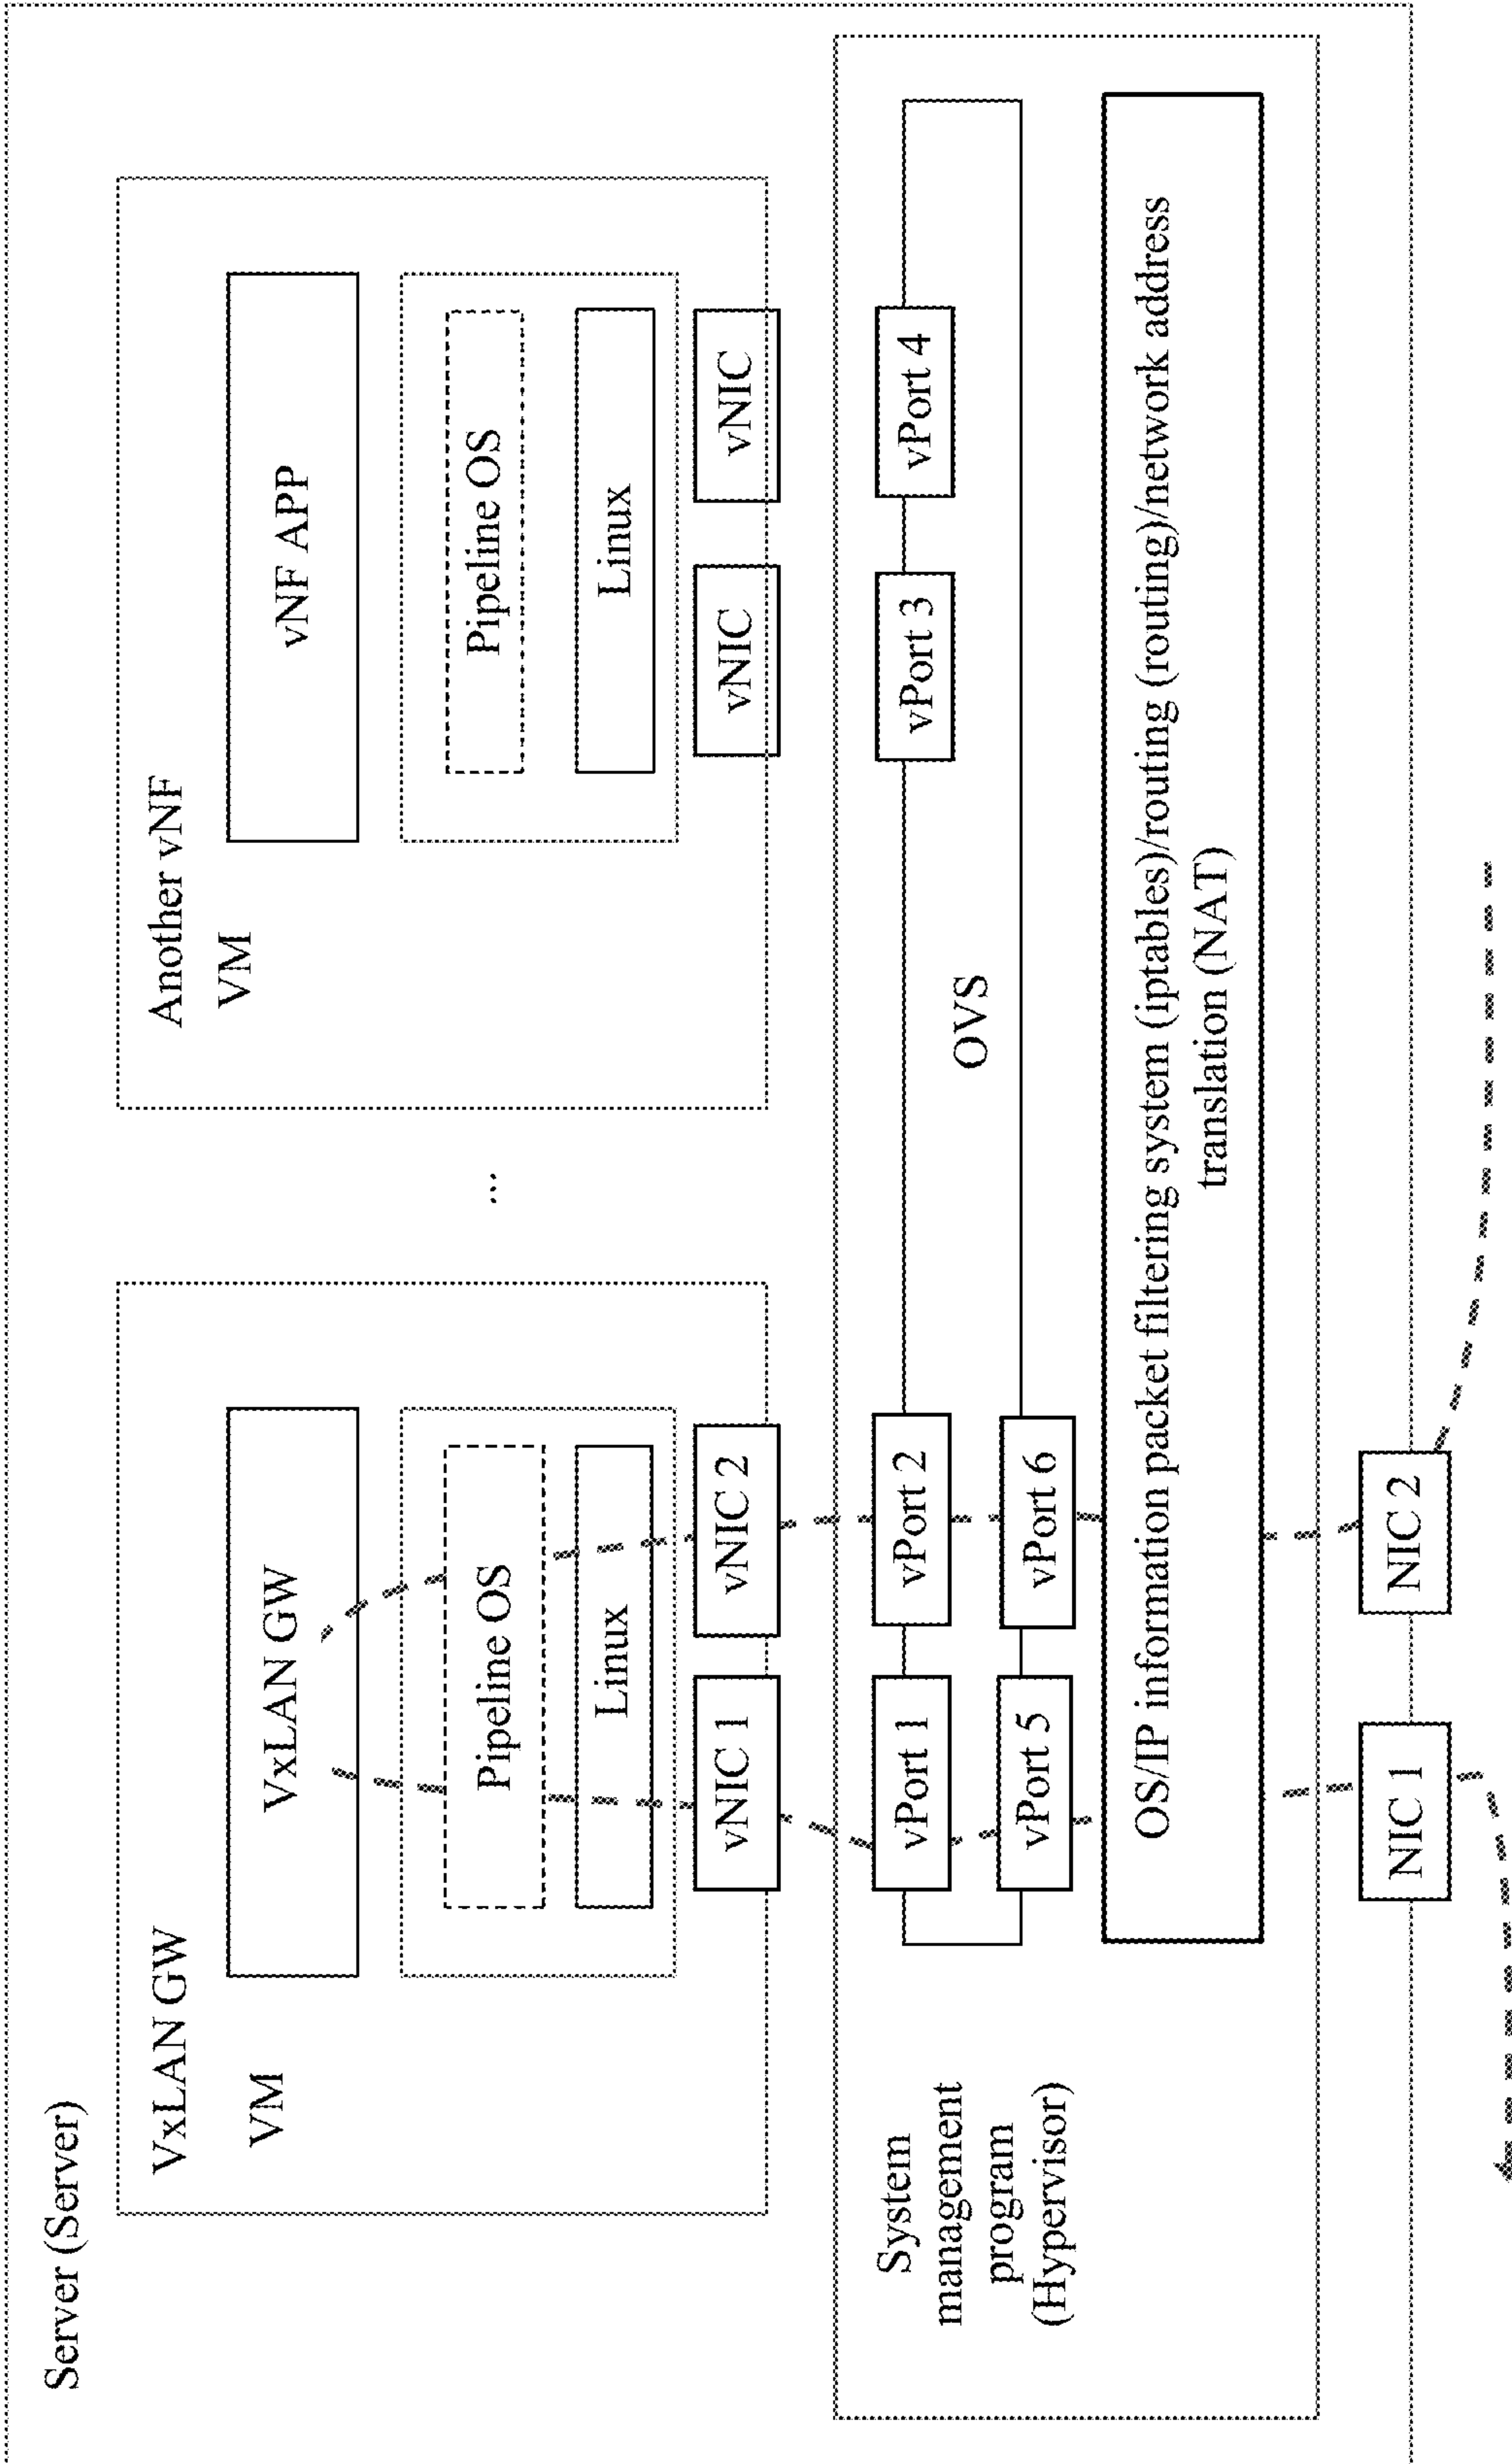 Server (Server)
VxLAN GW
VM
VxLAN GW
Pipeline OS
Linux
vNIC 1
vNIC 2
...
Another vNF
VM
vNF APP
Pipeline OS
Linux
vNIC
vNIC
System
management
program
(Hypervisor)
vPort 1
vPort 2
vPort 3
vPort 4
OVS
vPort 5
vPort 6
OS/IP information packet filtering system (iptables)/routing (routing)/network address
translation (NAT)
NIC 1
NIC 2